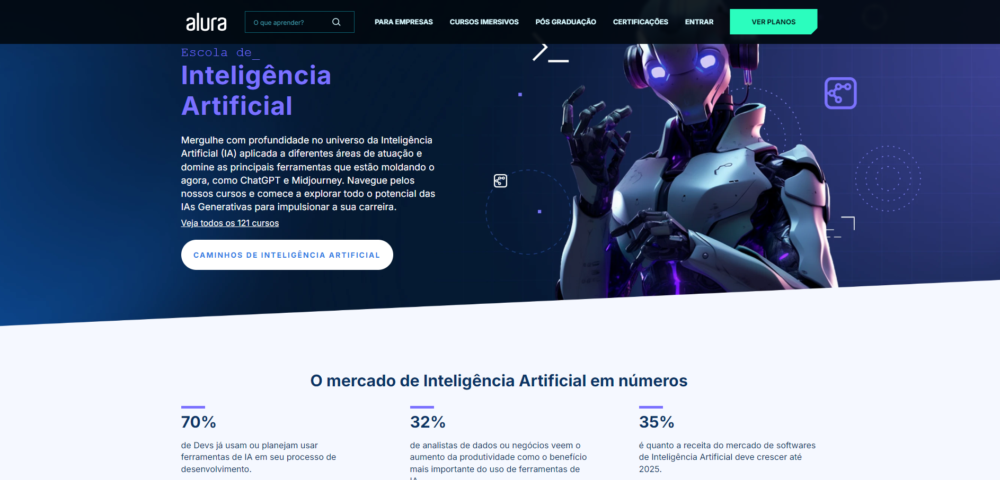 alura
O que aprender?
PARA EMPRESAS
CURSOS IMERSIVOS
PÓS GRADUAÇÃO
CERTIFICAÇÕES
ENTRAR
VER PLANOS
Escola de_
Inteligência
Artificial
Mergulhe com profundidade no universo da Inteligência
Artificial (IA) aplicada a diferentes áreas de atuação e
domine as principais ferramentas que estão moldando o
agora, como ChatGPT e Midjourney. Navegue pelos
nossos cursos e comece a explorar todo o potencial das
IAs Generativas para impulsionar a sua carreira.
Veja todos os 121 cursos
CAMINHOS DE INTELIGÊNCIA ARTIFICIAL
O mercado de Inteligência Artificial em números
70%
de Devs já usam ou planejam usar
ferramentas de IA em seu processo de
desenvolvimento.
32%
de analistas de dados ou negócios veem o
aumento da produtividade como o benefício
mais importante do uso de ferramentas de
35%
é quanto a receita do mercado de softwares
de Inteligência Artificial deve crescer até
2025.